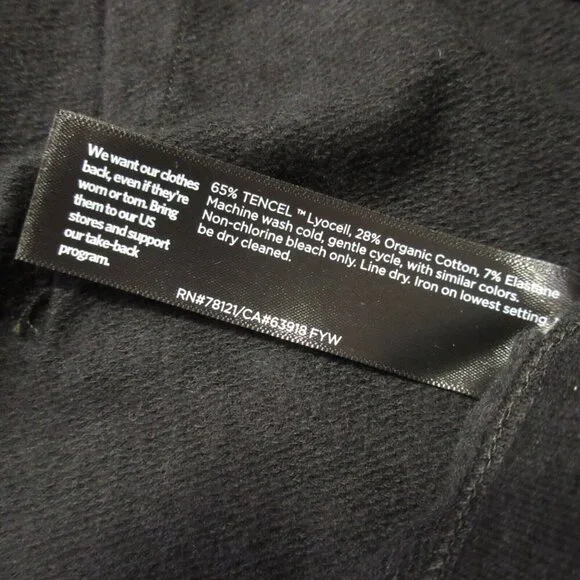 We want our clothes
back, even if they're
worn or torn. Bring
them to our US
stores and support
our take-back
program.
65% TENCEL ™ Lyocell, 28% Organic Cotton, 7% Elastane
Machine wash cold, gentle cycle, with similar colors.
Non-chlorine bleach only. Line dry. Iron on lowest setting.
be dry cleaned.
RN#78121/CA#63918 FYW